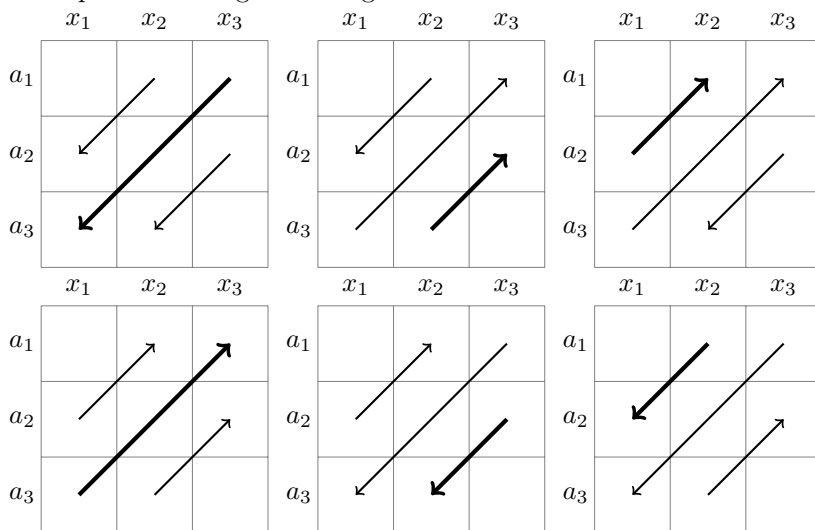 x₁ x₂ x₃ x₁ x₂ x₃ x₁ x₂ x₃
a₁ a₁ a₁
a₂ a₂ a₂
a₃ a₃ a₃
x₁ x₂ x₃ x₁ x₂ x₃ x₁ x₂ x₃
a₁ a₁ a₁
a₂ a₂ a₂
a₃ a₃ a₃